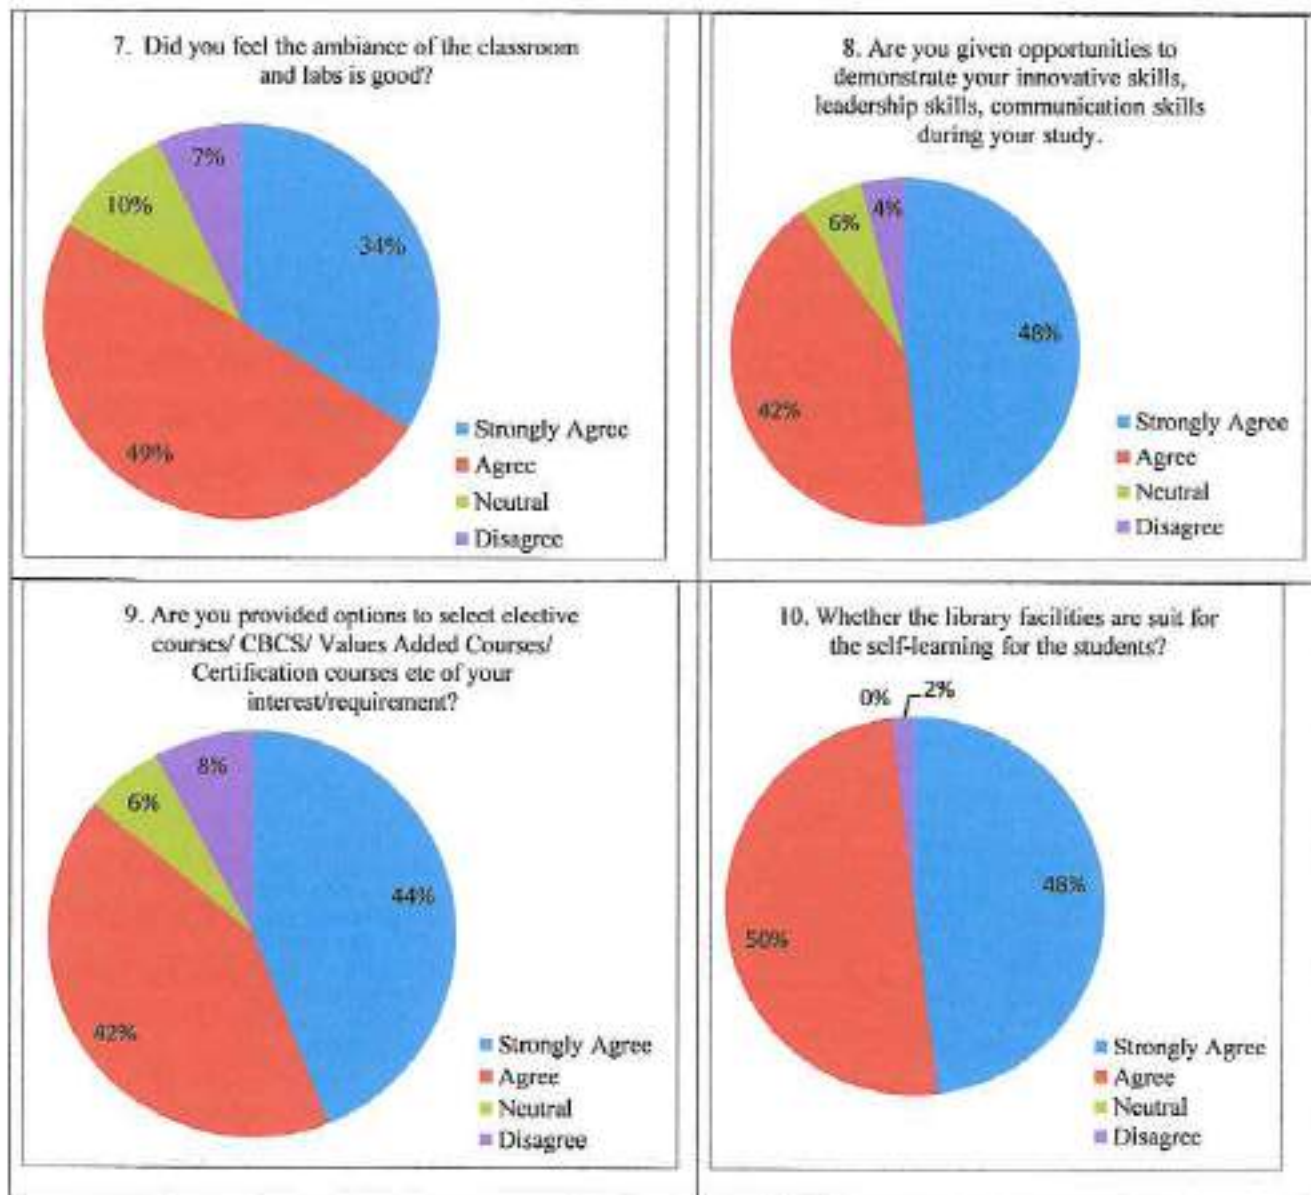 7. Did you feel the ambiance of the classroom
and labs is good?
7%
10%
34%
49%
Strongly Agree
Agree
Neutral
Disagree
8. Are you given opportunities to
demonstrate your innovative skills,
leadership skills, communication skills
during your study.
4%
6%
48%
42%
Strongly Agree
Agree
Neutral
Disagree
9. Are you provided options to select elective
courses/ CBCS/ Values Added Courses/
Certification courses etc of your
interest/requirement?
8%
6%
44%
42%
Strongly Agree
Agree
Neutral
Disagree
10. Whether the library facilities are suit for
the self-learning for the students?
0% 2%
48%
50%
Strongly Agree
Agree
Neutral
Disagree